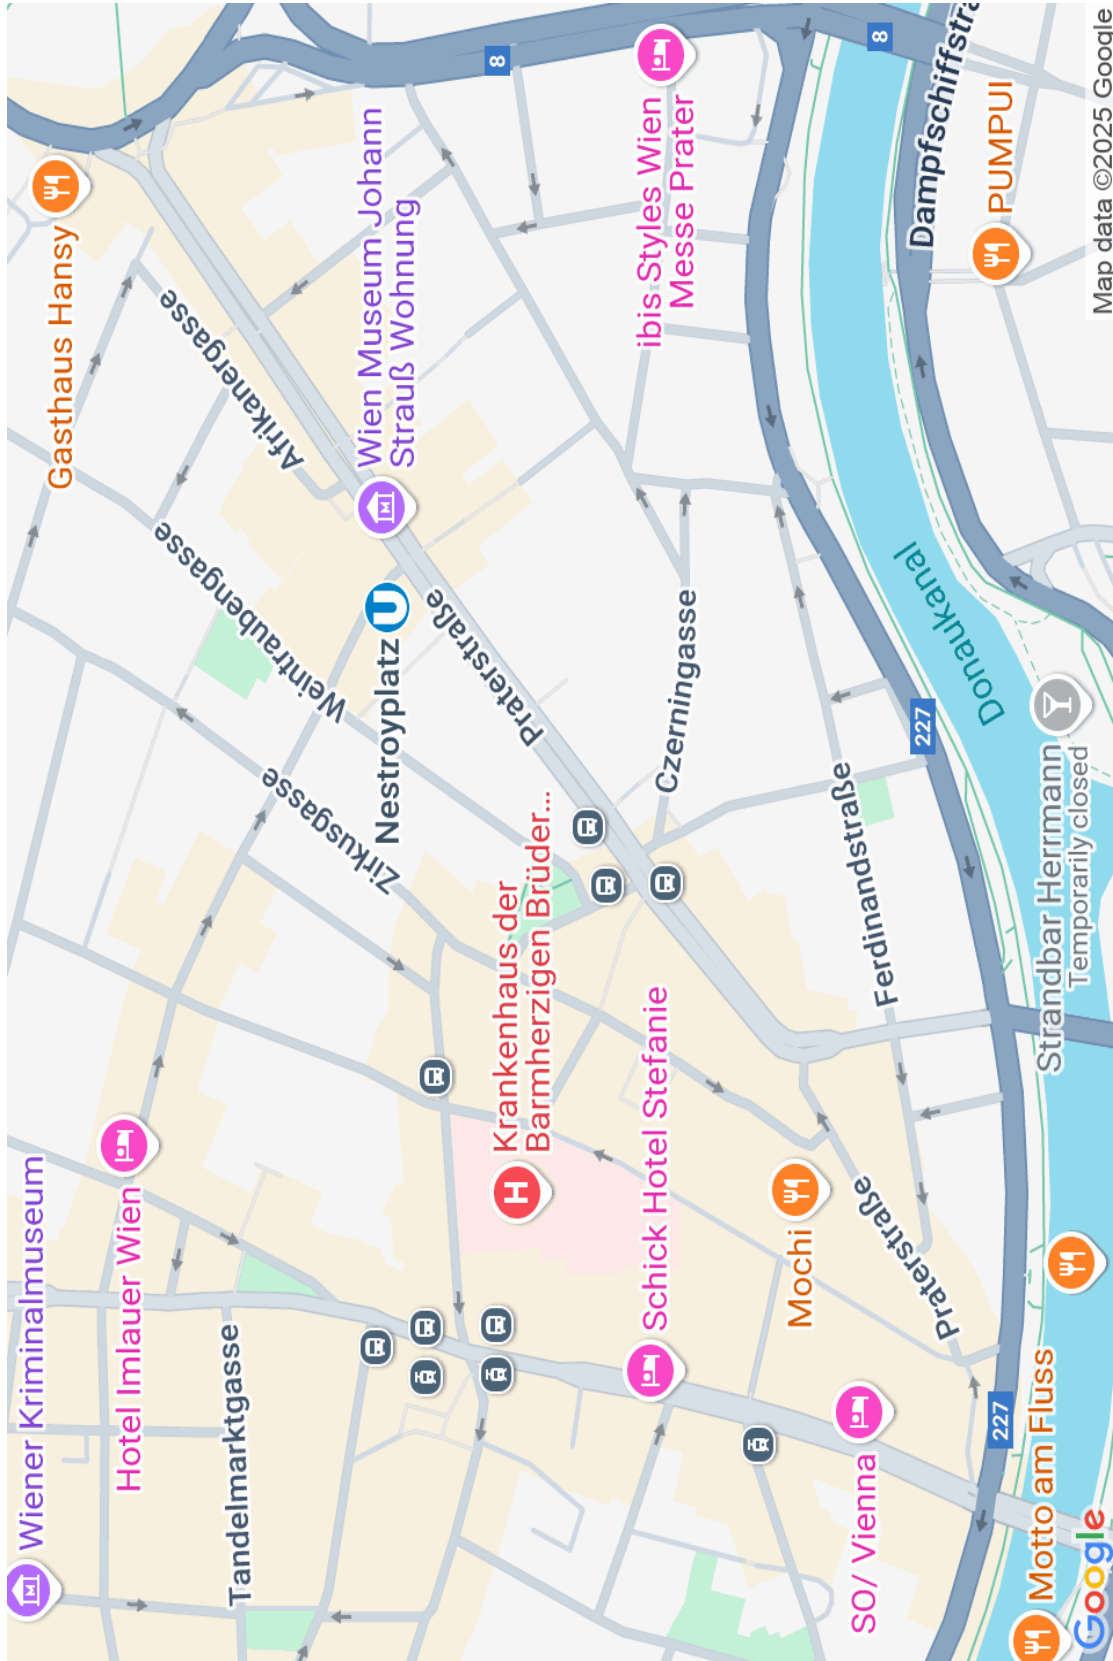 Wiener Kriminalmuseum
Gasthaus Hansy
Hotel Imlauer Wien
Tandelmarktgasse
Afrikanergasse
Weintraubengasse
Zirkusgasse
Nestroyplatz
U
Wien Museum Johann
Strauß Wohnung
8
Praterstraße
Krankenhaus der
Barmherzigen Brüder...
H
Schick Hotel Stefanie
Czerningasse
ibis Styles Wien
Messe Prater
Mochi
SO/ Vienna
Praterstraße
Ferdinandstraße
8
227
Donaukanal
Dampfschiffstra
PUMPUI
227
Motto am Fluss
Strandbar Herrmann
Temporarily closed
Google
Map data ©2025 Google